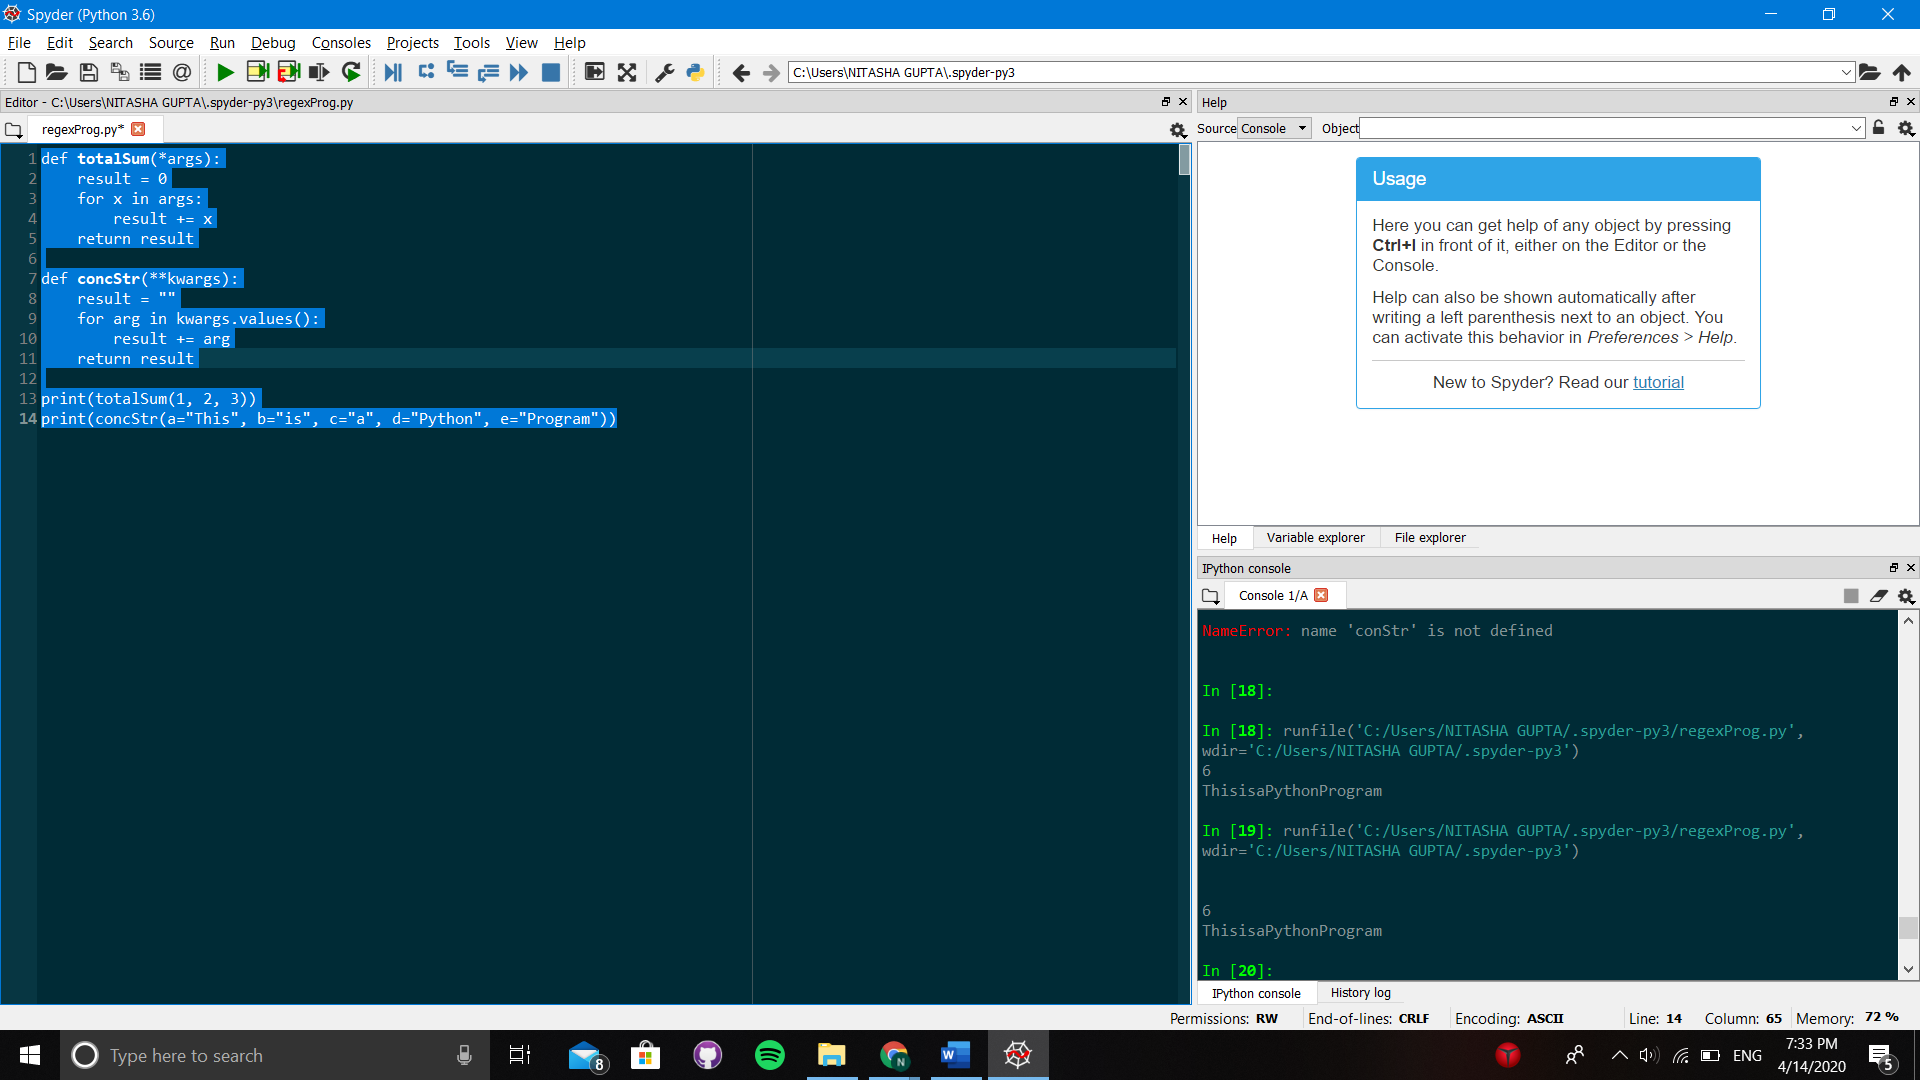 Spyder (Python 3.6)
File Edit Search Source Run Debug Consoles Projects Tools View Help
C:\Users\NITASHA GUPTA\.spyder-py3
Editor - C:\Users\NITASHA GUPTA\.spyder-py3\regexProg.py
regexProg.py*
1 def totalSum(*args):
2     result = 0
3     for x in args:
4         result += x
5     return result
6
7 def concStr(**kwargs):
8     result = ""
9     for arg in kwargs.values():
10         result += arg
11     return result
12
13 print(totalSum(1, 2, 3))
14 print(concStr(a="This", b="is", c="a", d="Python", e="Program"))
Help
Source Console Object
Usage
Here you can get help of any object by pressing
Ctrl+I in front of it, either on the Editor or the
Console.
Help can also be shown automatically after
writing a left parenthesis next to an object. You
can activate this behavior in Preferences > Help.
New to Spyder? Read our tutorial
Help Variable explorer File explorer
IPython console
Console 1/A
NameError: name 'conStr' is not defined
In [18]:
In [18]: runfile('C:/Users/NITASHA GUPTA/.spyder-py3/regexProg.py',
wdir='C:/Users/NITASHA GUPTA/.spyder-py3')
6
ThisisaPythonProgram
In [19]: runfile('C:/Users/NITASHA GUPTA/.spyder-py3/regexProg.py',
wdir='C:/Users/NITASHA GUPTA/.spyder-py3')
6
ThisisaPythonProgram
In [20]:
IPython console History log
Permissions: RW End-of-lines: CRLF Encoding: ASCII Line: 14 Column: 65 Memory: 72 %
Type here to search
8
N
W
ENG
7:33 PM
4/14/2020
5